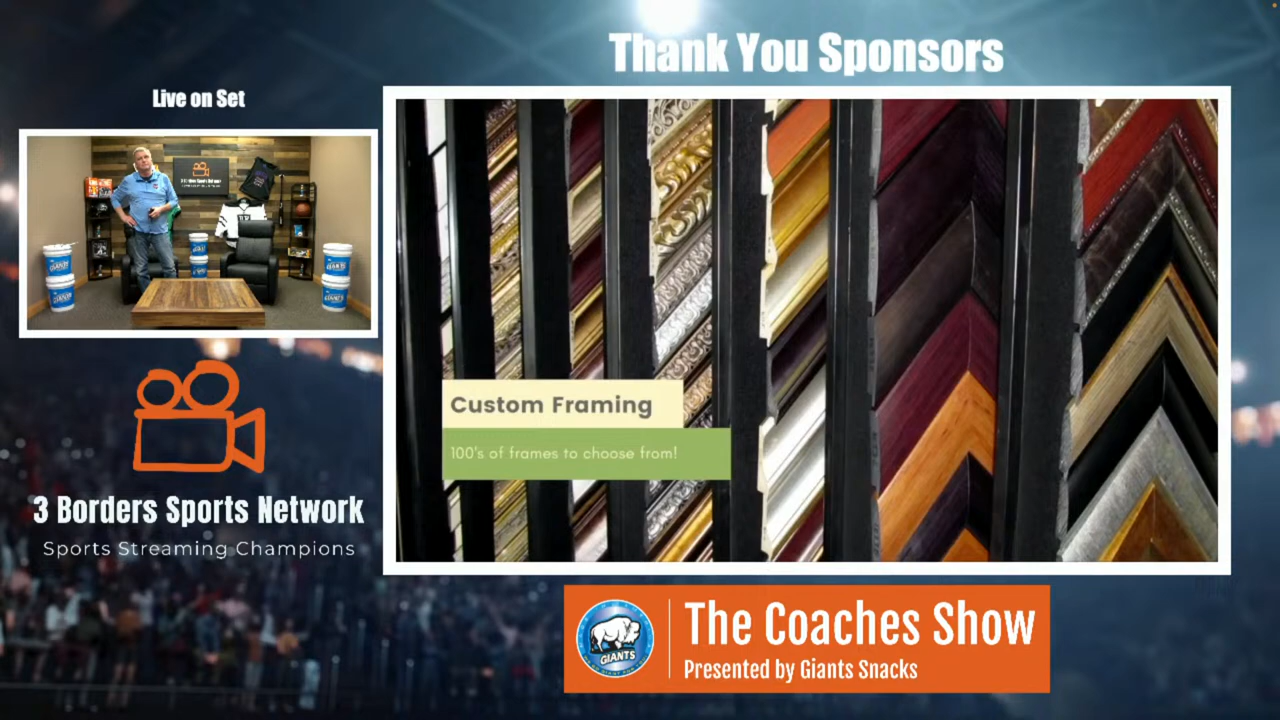 Thank You Sponsors
Live on Set
Custom Framing
100's of frames to choose from!
3 Borders Sports Network
Sports Streaming Champions
GIANTS
The Coaches Show
Presented by Giants Snacks